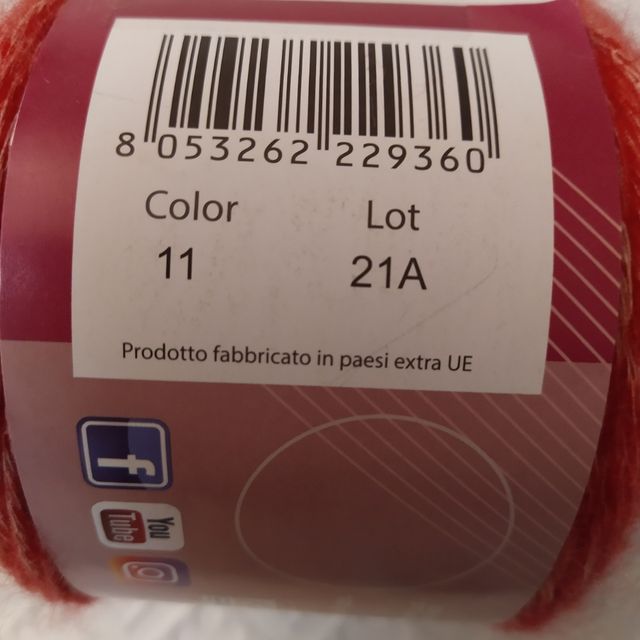 8 053262 229360
Color Lot
11 21A
Prodotto fabbricato in paesi extra UE
f
You
Tube